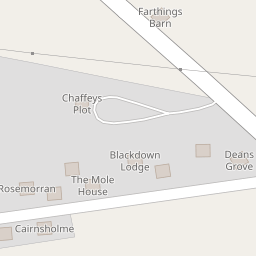 Farthings
Barn
Chaffeys
Plot
Blackdown
Lodge
Deans
Grove
The Mole
House
Rosemorran
Cairnsholme